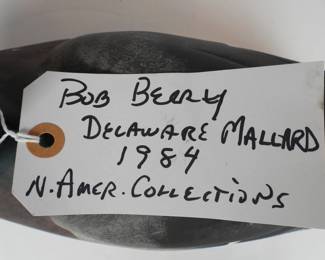 BOB BERRY
DELAWARE MALLARD
1984
N. AMER. COLLECTIONS